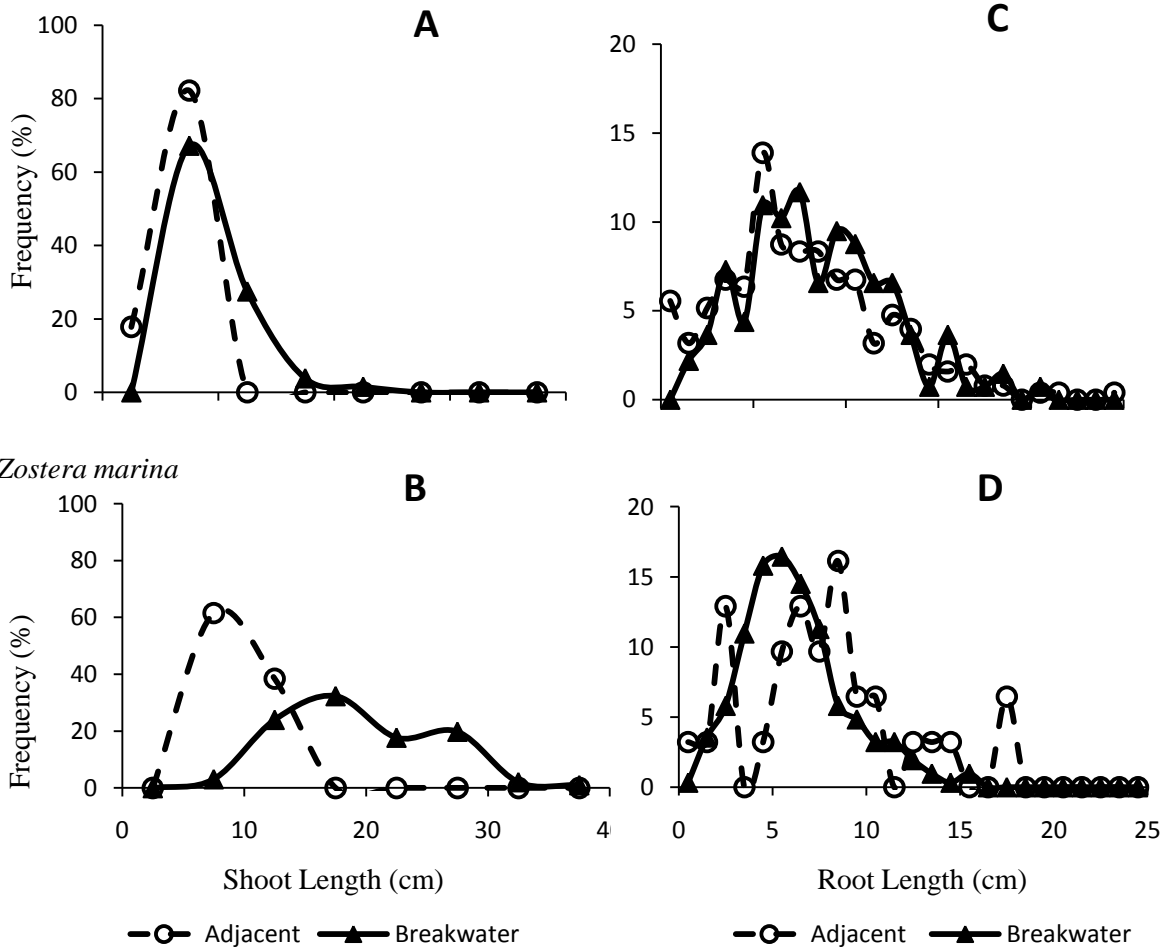 A
100
80
60
40
20
0
Frequency (%)
C
20
15
10
5
0
Zostera marina
B
100
80
60
40
20
0
Frequency (%)
0 10 20 30
Shoot Length (cm)
Adjacent Breakwater
D
20
15
10
5
0
0 5 10 15 20 25
Root Length (cm)
Adjacent Breakwater